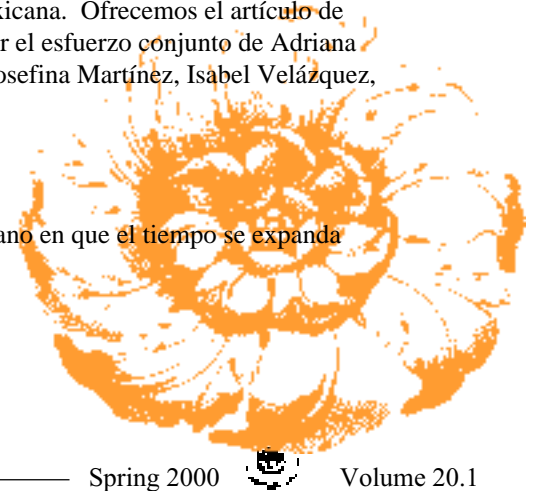 xicana. Ofrecemos el artículo de
r el esfuerzo conjunto de Adriana
osefina Martínez, Isabel Velázquez,
ano en que el tiempo se expanda
Spring 2000 Volume 20.1